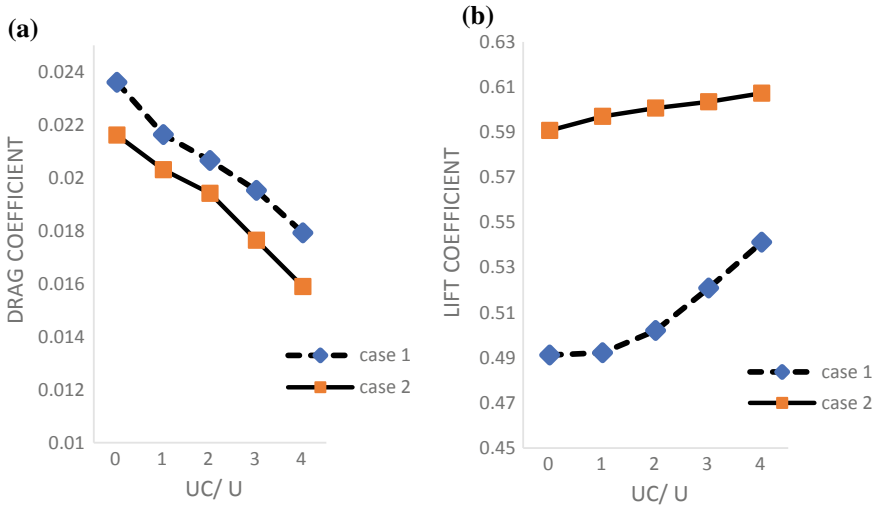 (a)
0.024
0.022
0.02
0.018
0.016
0.014
0.012
0.01
DRAG COEFFICIENT
0 1 2 3 4
UC/ U
case 1
case 2
(b)
0.63
0.61
0.59
0.57
0.55
0.53
0.51
0.49
0.47
0.45
LIFT COEFFICIENT
0 1 2 3 4
UC/ U
case 1
case 2